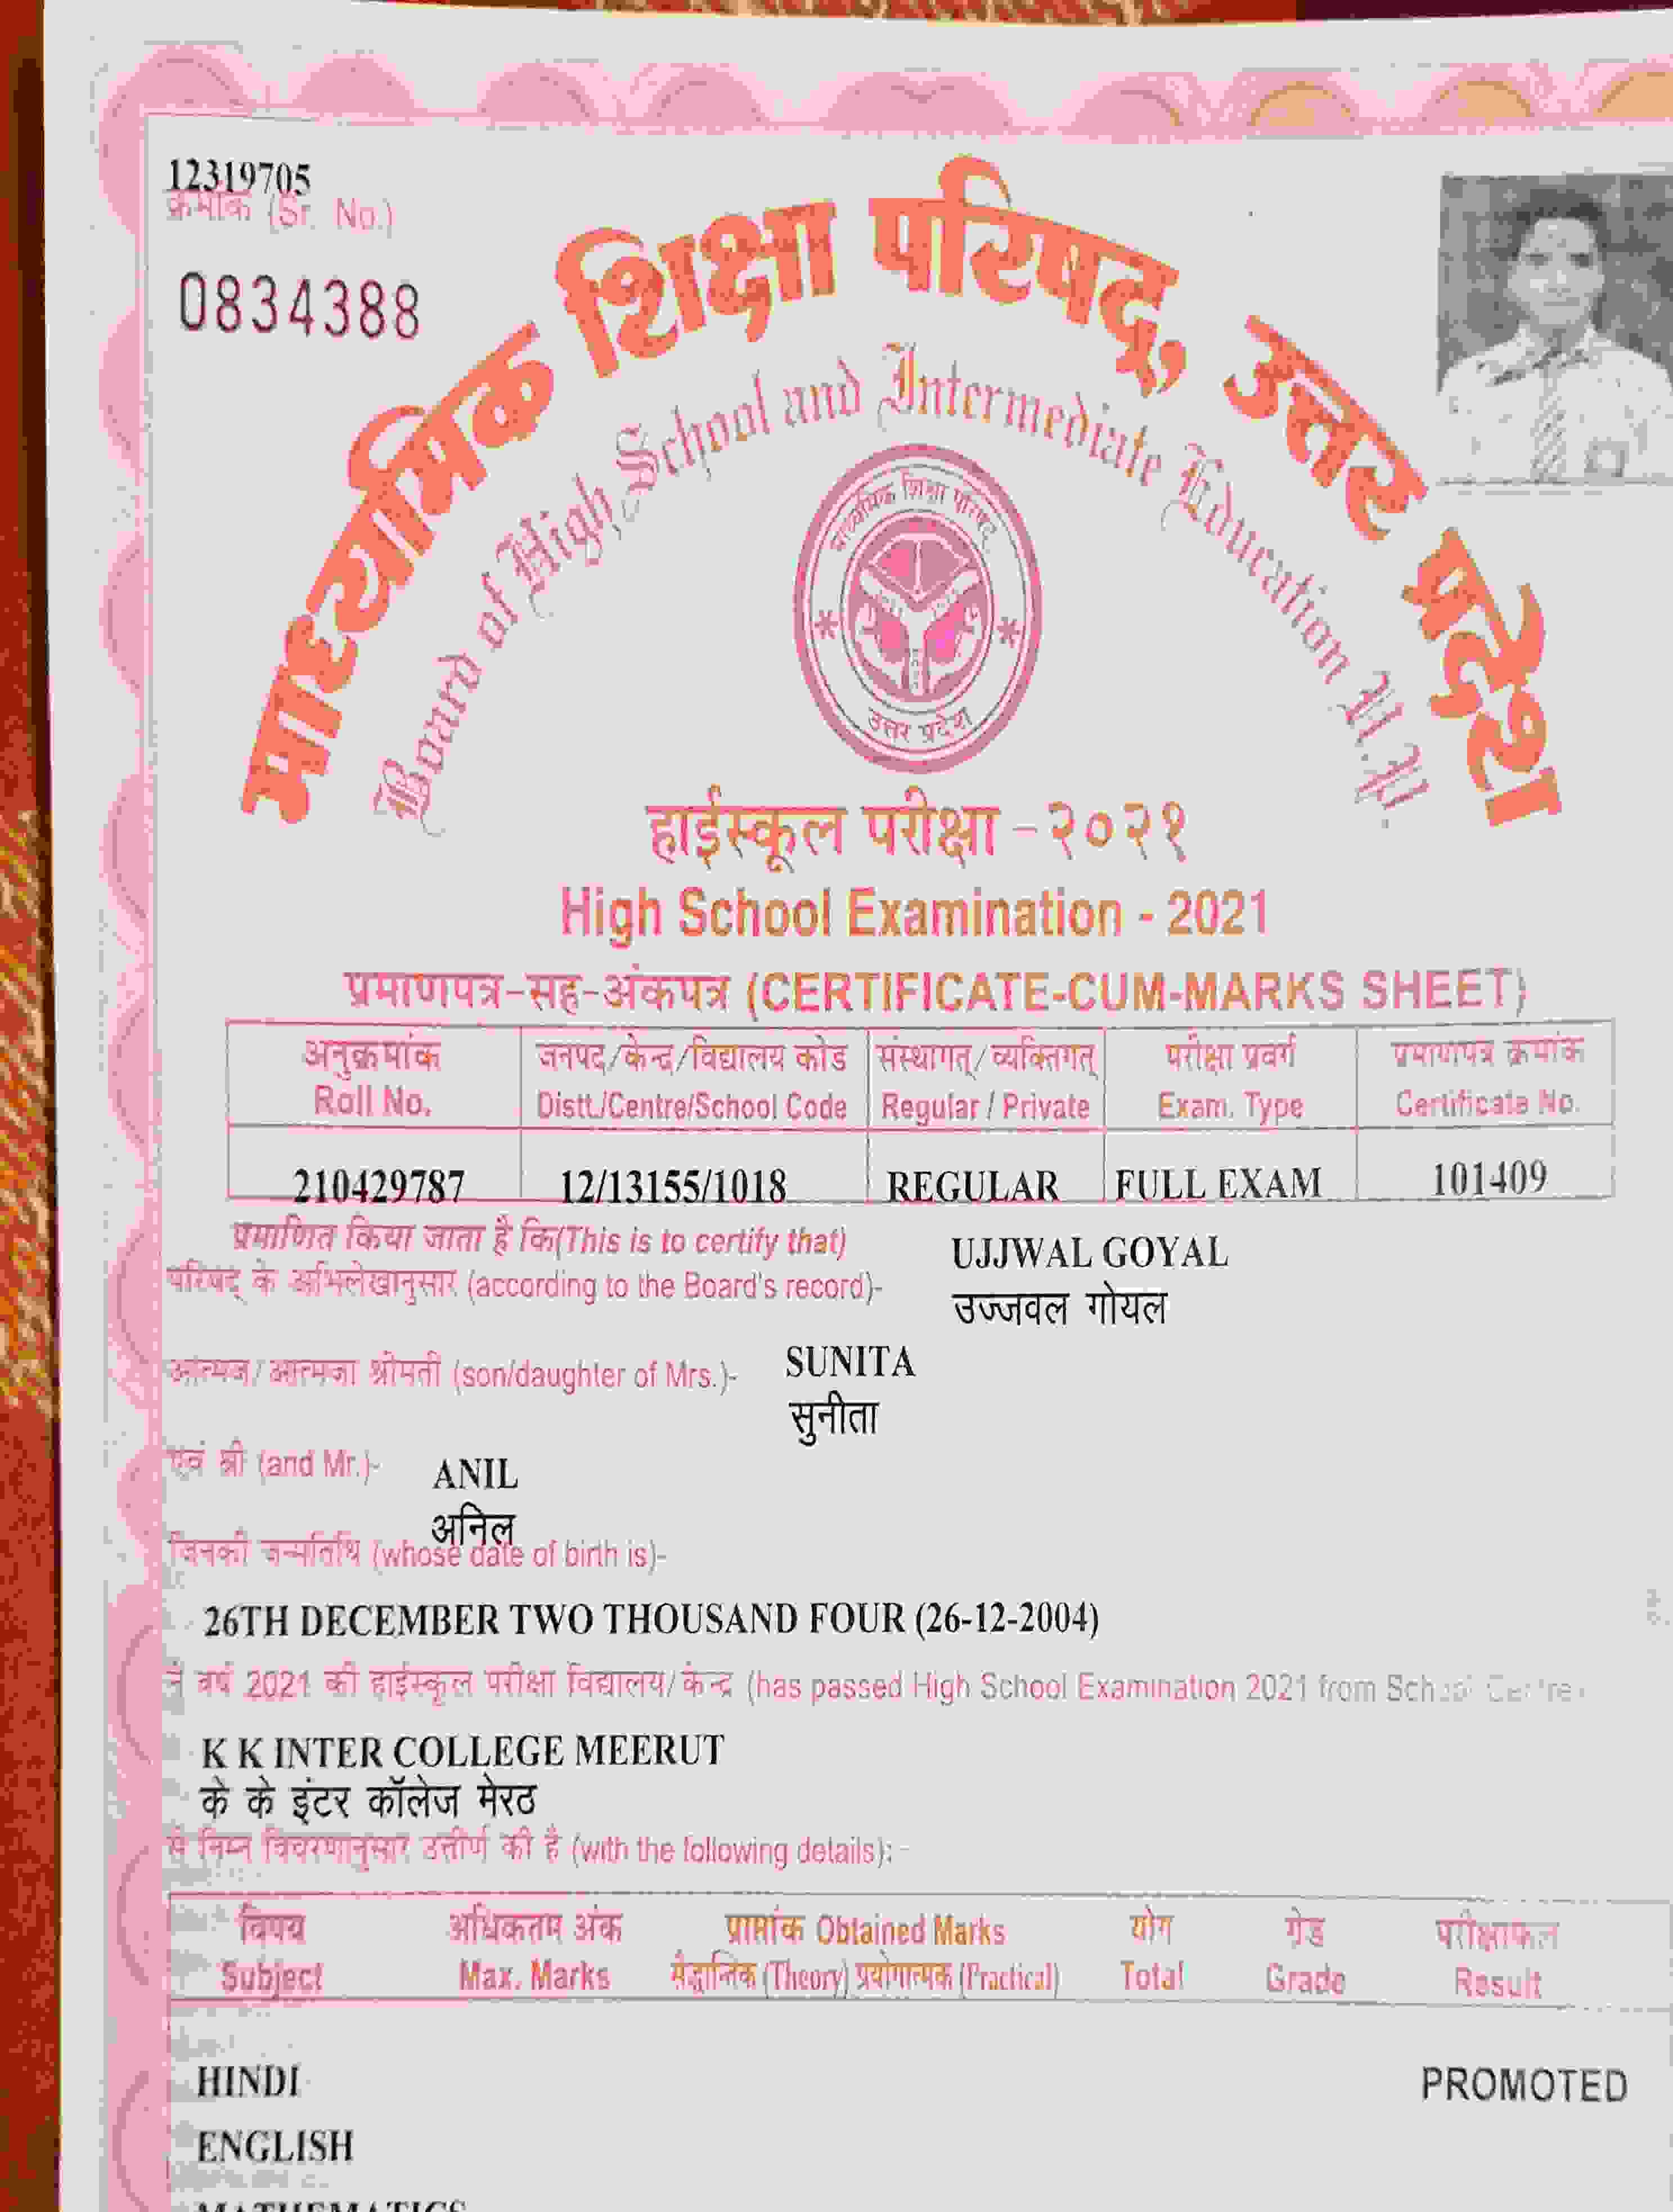 12319705
क्रमांक (Sr. No.)
0834388
माध्यमिक शिक्षा परिषद्, उत्तर प्रदेश
Board of High School and Intermediate Education U.P.
माध्यमिक शिक्षा परिषद्
उत्तर प्रदेश
हाईस्कूल परीक्षा -२०२१
High School Examination - 2021
प्रमाणपत्र-सह-अंकपत्र (CERTIFICATE-CUM-MARKS SHEET)
अनुक्रमांक जनपद/केन्द्र/विद्यालय कोड संस्थागत्/व्यक्तिगत् परीक्षा प्रवर्ग प्रमाणपत्र क्रमांक
Roll No. Distt./Centre/School Code Regular / Private Exam. Type Certificate No.
210429787 12/13155/1018 REGULAR FULL EXAM 101409
प्रमाणित किया जाता है कि(This is to certify that)
परिषद् के अभिलेखानुसार (according to the Board's record)-
UJJWAL GOYAL
उज्जवल गोयल
आत्मज/आत्मजा श्रीमती (son/daughter of Mrs.)- SUNITA
सुनीता
एवं श्री (and Mr.)- ANIL
अनिल
जिनकी जन्मतिथि (whose date of birth is)-
26TH DECEMBER TWO THOUSAND FOUR (26-12-2004)
ने वर्ष 2021 की हाईस्कूल परीक्षा विद्यालय/केन्द्र (has passed High School Examination 2021 from School Centre)
K K INTER COLLEGE MEERUT
के के इंटर कॉलेज मेरठ
से निम्न विवरणानुसार उत्तीर्ण की है (with the following details):-
विषय अधिकतम अंक प्राप्तांक Obtained Marks योग ग्रेड परीक्षाफल
Subject Max. Marks सैद्धान्तिक (Theory) प्रयोगात्मक (Practical) Total Grade Result
HINDI PROMOTED
ENGLISH
MATHEMATICS